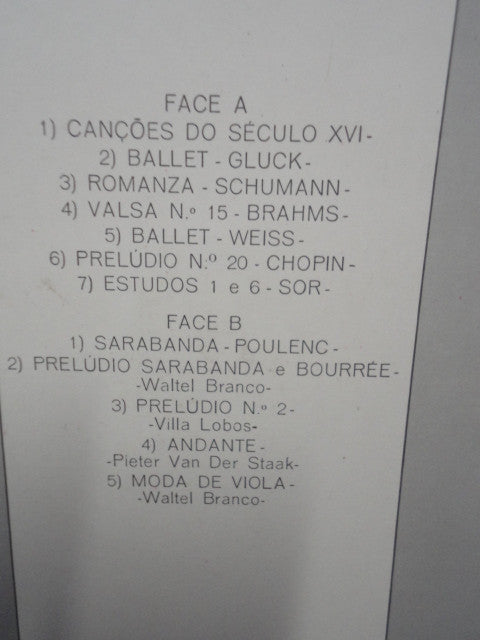 FACE A
1) CANÇÕES DO SÉCULO XVI-
2) BALLET - GLUCK-
3) ROMANZA - SCHUMANN-
4) VALSA N.º 15 - BRAHMS-
5) BALLET - WEISS-
6) PRELÚDIO N.º 20 - CHOPIN-
7) ESTUDOS 1 e 6 - SOR-
FACE B
1) SARABANDA - POULENC-
2) PRELÚDIO SARABANDA e BOURRÉE-
-Waltel Branco-
3) PRELÚDIO N.º 2-
-Villa Lobos-
4) ANDANTE-
-Pieter Van Der Staak-
5) MODA DE VIOLA-
-Waltel Branco-